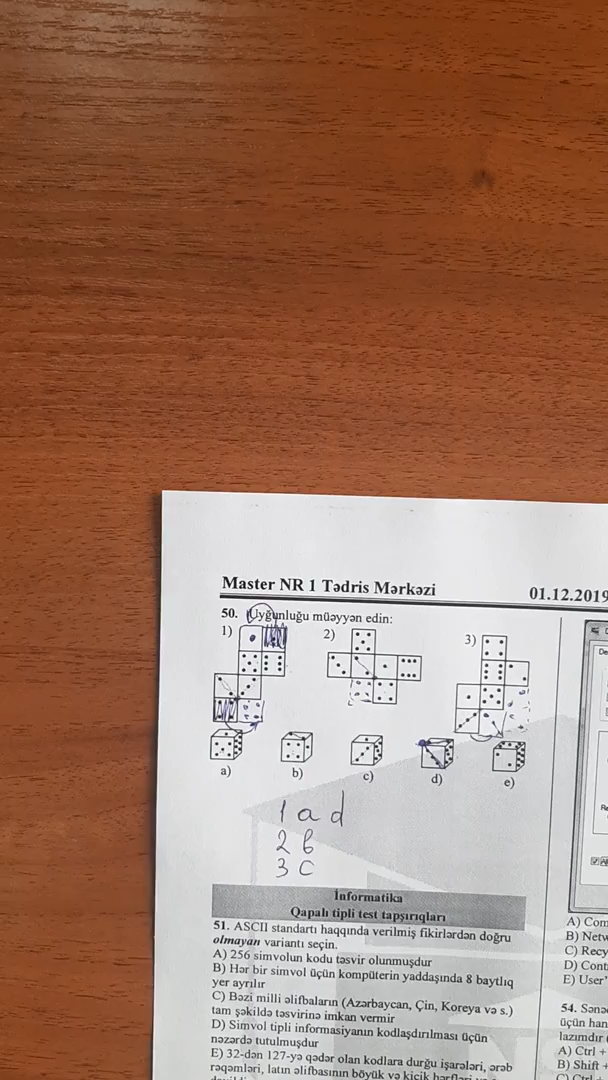 Master NR 1 Tədris Mərkəzi
01.12.2019
50. Uyğunluğu müəyyən edin:
1) 2) 3)
a) b) c) d) e)
1 a d
2 b
3 c
İnformatika
Qapalı tipli test tapşırıqları
51. ASCII standartı haqqında verilmiş fikirlərdən doğru
olmayan variantı seçin.
A) 256 simvolun kodu təsvir olunmuşdur
B) Hər bir simvol üçün kompüterin yaddaşında 8 baytlıq
yer ayrılır
C) Bəzi milli əlifbaların (Azərbaycan, Çin, Koreya və s.)
tam şəkildə təsvirinə imkan vermir
D) Simvol tipli informasiyanın kodlaşdırılması üçün
nəzərdə tutulmuşdur
E) 32-dən 127-yə qədər olan kodlara durğu işarələri, ərəb
rəqəmləri, latın əlifbasının böyük və kiçik hərfləri
A) Com
B) Netw
C) Recy
D) Cont
E) User'
54. Sənə
üçün han
lazımdır
A) Ctrl +
B) Shift +